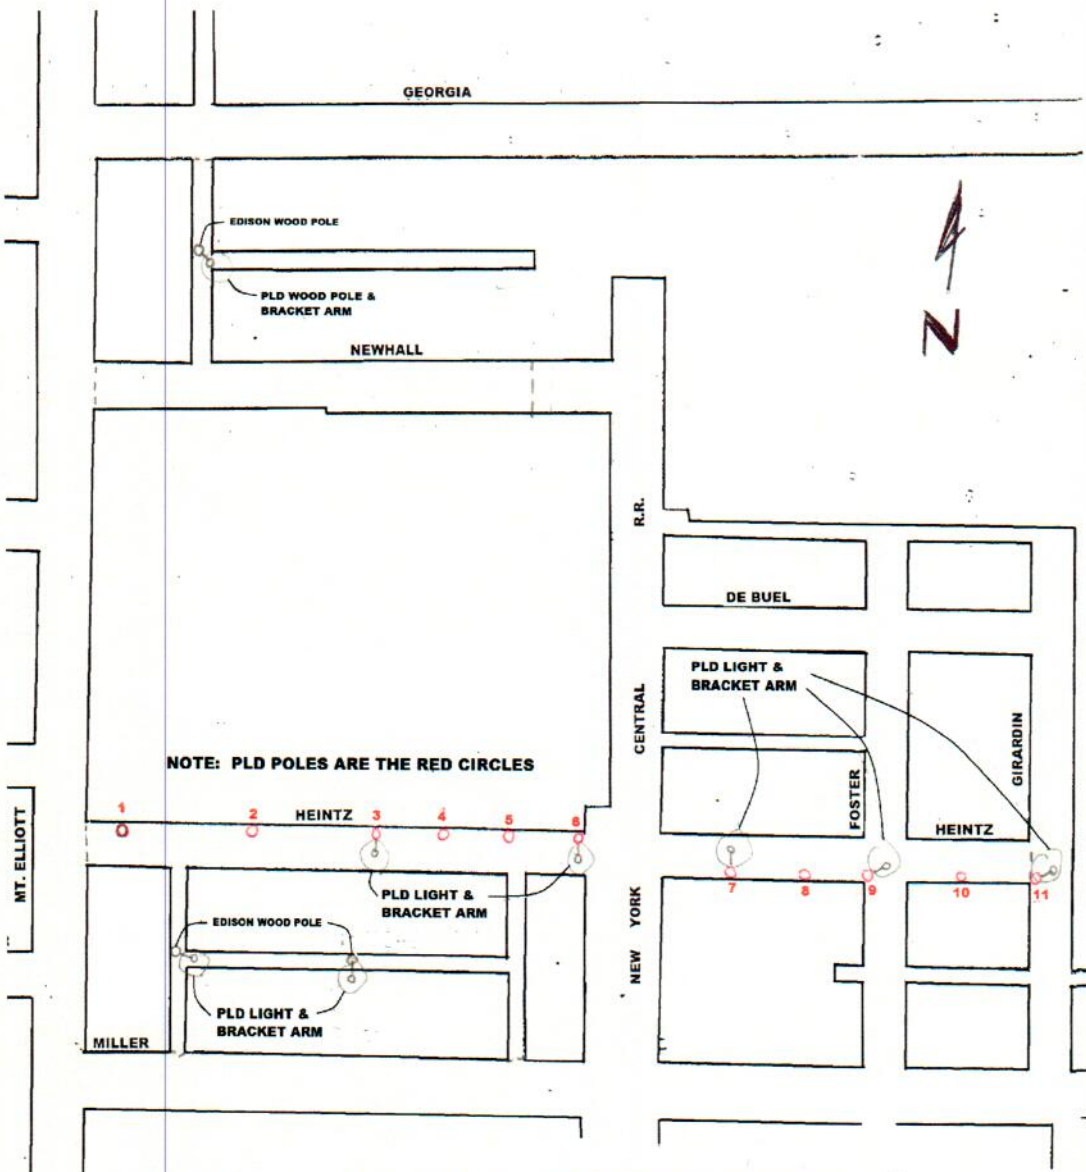 GEORGIA
EDISON WOOD POLE
PLD WOOD POLE &
BRACKET ARM
N
NEWHALL
R.R.
DE BUEL
PLD LIGHT &
BRACKET ARM
CENTRAL
GIRARDIN
NOTE: PLD POLES ARE THE RED CIRCLES
FOSTER
MT. ELLIOTT
1
2
HEINTZ
3
4
5
6
HEINTZ
7
8
9
10
11
PLD LIGHT &
BRACKET ARM
EDISON WOOD POLE
NEW YORK
PLD LIGHT &
BRACKET ARM
MILLER